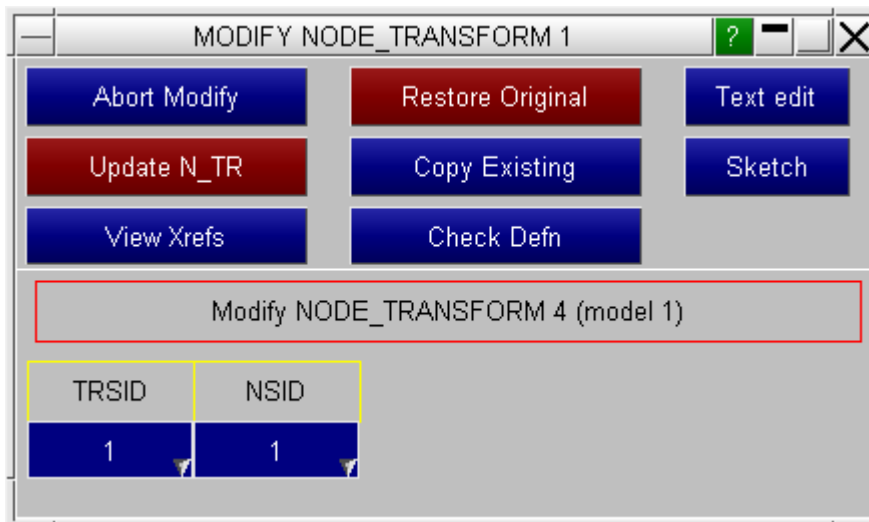 MODIFY NODE_TRANSFORM 1 ?
Abort Modify Restore Original Text edit
Update N_TR Copy Existing Sketch
View Xrefs Check Defn
Modify NODE_TRANSFORM 4 (model 1)
TRSID NSID
1 1